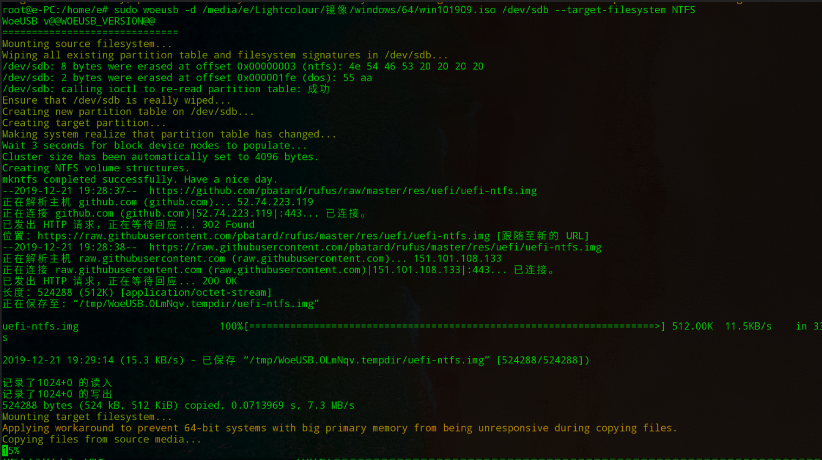 root@e-PC:/home/e# sudo woeusb -d /media/e/Lightcolour/镜像/windows/64/win101909.iso /dev/sdb --target-filesystem NTFS
WoeUSB v@@WOEUSB_VERSION@@
==============================
Mounting source filesystem...
Wiping all existing partition table and filesystem signatures in /dev/sdb...
/dev/sdb: 8 bytes were erased at offset 0x00000003 (ntfs): 4e 54 46 53 20 20 20 20
/dev/sdb: 2 bytes were erased at offset 0x000001fe (dos): 55 aa
/dev/sdb: calling ioctl to re-read partition table: 成功
Ensure that /dev/sdb is really wiped...
Creating new partition table on /dev/sdb...
Creating target partition...
Making system realize that partition table has changed...
Wait 3 seconds for block device nodes to populate...
Cluster size has been automatically set to 4096 bytes.
Creating NTFS volume structures.
mkntfs completed successfully. Have a nice day.
--2019-12-21 19:28:37--  https://github.com/pbatard/rufus/raw/master/res/uefi/uefi-ntfs.img
正在解析主机 github.com (github.com)... 52.74.223.119
正在连接 github.com (github.com)|52.74.223.119|:443... 已连接。
已发出 HTTP 请求，正在等待回应... 302 Found
位置：https://raw.githubusercontent.com/pbatard/rufus/master/res/uefi/uefi-ntfs.img [跟随至新的 URL]
--2019-12-21 19:28:38--  https://raw.githubusercontent.com/pbatard/rufus/master/res/uefi/uefi-ntfs.img
正在解析主机 raw.githubusercontent.com (raw.githubusercontent.com)... 151.101.108.133
正在连接 raw.githubusercontent.com (raw.githubusercontent.com)|151.101.108.133|:443... 已连接。
已发出 HTTP 请求，正在等待回应... 200 OK
长度：524288 (512K) [application/octet-stream]
正在保存至: “/tmp/WoeUSB.OLmNqv.tempdir/uefi-ntfs.img”
uefi-ntfs.img 100%[==================================================================>] 512.00K 11.5KB/s in 33
s
2019-12-21 19:29:14 (15.3 KB/s) - 已保存 “/tmp/WoeUSB.OLmNqv.tempdir/uefi-ntfs.img” [524288/524288])
记录了1024+0 的读入
记录了1024+0 的写出
524288 bytes (524 kB, 512 KiB) copied, 0.0713969 s, 7.3 MB/s
Mounting target filesystem...
Applying workaround to prevent 64-bit systems with big primary memory from being unresponsive during copying files.
Copying files from source media...
15%